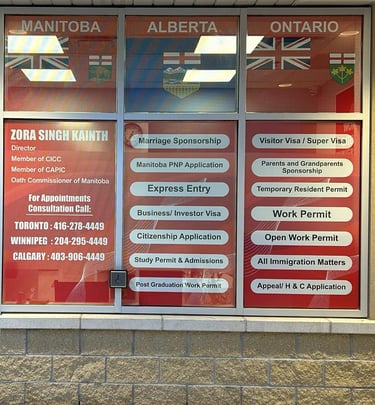 MANITOBA
ALBERTA
ONTARIO
ZORA SINGH KAINTH
Director
Member of CICC
Member of CAPIC
Oath Commissioner of Manitoba
For Appointments
Consultation Call:
TORONTO : 416-278-4449
WINNIPEG : 204-295-4449
CALGARY : 403-906-4449
Marriage Sponsorship
Manitoba PNP Application
Express Entry
Business/ Investor Visa
Citizenship Application
Study Permit & Admissions
Post Graduation Work Permit
Visitor Visa / Super Visa
Parents and Grandparents
Sponsorship
Temporary Resident Permit
Work Permit
Open Work Permit
All Immigration Matters
Appeal/ H & C Application